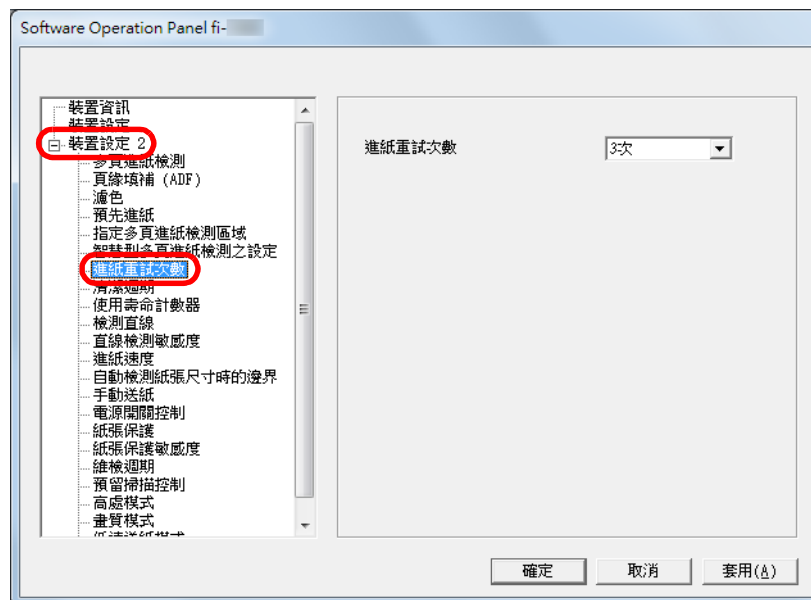 Software Operation Panel fi-
裝置資訊
裝置設定
裝置設定 2
多頁進紙檢測
頁緣填補 (ADF)
濾色
預先進紙
指定多頁進紙檢測區域
智慧型多頁進紙檢測之設定
進紙重試次數
清潔週期
使用壽命計數器
檢測直線
直線檢測敏感度
進紙速度
自動檢測紙張尺寸時的邊界
手動送紙
電源開關控制
紙張保護
紙張保護敏感度
維檢週期
預留掃描控制
高處模式
畫質模式
低速送紙模式
進紙重試次數
3次
確定
取消
套用(A)